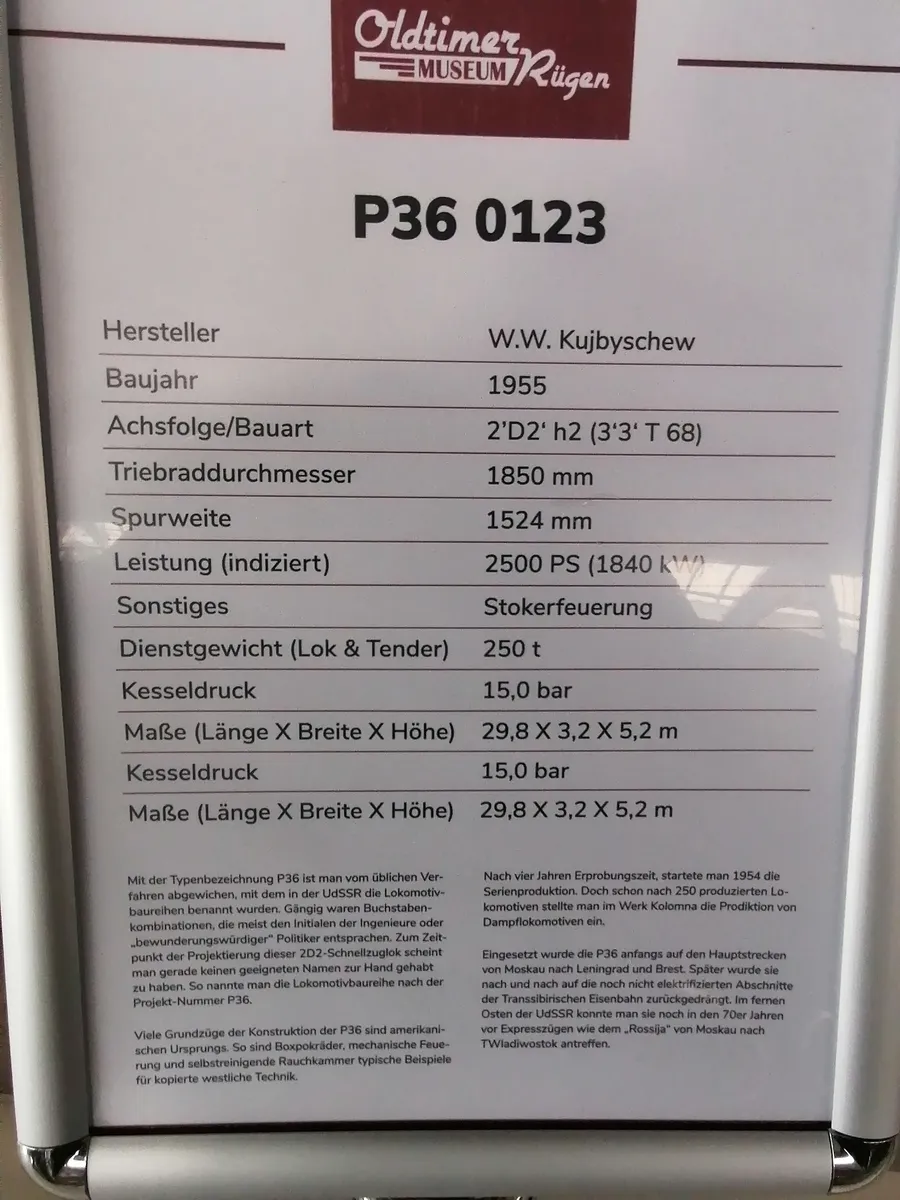 Oldtimer
MUSEUM Rügen
P36 0123
Hersteller W.W. Kujbyschew
Baujahr 1955
Achsfolge/Bauart 2’D2‘ h2 (3‘3‘ T 68)
Triebraddurchmesser 1850 mm
Spurweite 1524 mm
Leistung (indiziert) 2500 PS (1840 kW)
Sonstiges Stokerfeuerung
Dienstgewicht (Lok & Tender) 250 t
Kesseldruck 15,0 bar
Maße (Länge X Breite X Höhe) 29,8 X 3,2 X 5,2 m
Kesseldruck 15,0 bar
Maße (Länge X Breite X Höhe) 29,8 X 3,2 X 5,2 m
Mit der Typenbezeichnung P36 ist man vom üblichen Ver-
fahren abgewichen, mit dem in der UdSSR die Lokomotiv-
baureihen benannt wurden. Gängig waren Buchstaben-
kombinationen, die meist den Initialen der Ingenieure oder
„bewunderungswürdiger“ Politiker entsprachen. Zum Zeit-
punkt der Projektierung dieser 2D2-Schnellzuglok scheint
man gerade keinen geeigneten Namen zur Hand gehabt
zu haben. So nannte man die Lokomotivbaureihe nach der
Projekt-Nummer P36.
Viele Grundzüge der Konstruktion der P36 sind amerikani-
schen Ursprungs. So sind Boxpokräder, mechanische Feue-
rung und selbstreinigende Rauchkammer typische Beispiele
für kopierte westliche Technik.
Nach vier Jahren Erprobungszeit, startete man 1954 die
Serienproduktion. Doch schon nach 250 produzierten Lo-
komotiven stellte man im Werk Kolomna die Prodiktion von
Dampflokomotiven ein.
Eingesetzt wurde die P36 anfangs auf den Hauptstrecken
von Moskau nach Leningrad und Brest. Später wurde sie
nach und nach auf die noch nicht elektrifizierten Abschnitte
der Transsibirischen Eisenbahn zurückgedrängt. Im fernen
Osten der UdSSR konnte man sie noch in den 70er Jahren
vor Expresszügen wie dem „Rossija“ von Moskau nach
TWladiwostok antreffen.